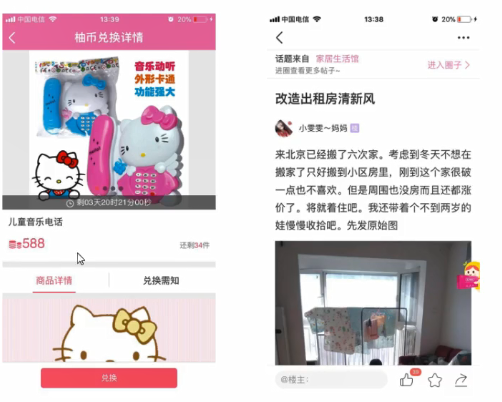 中国电信
13:39
20%
柚币兑换详情
音乐动听
外形卡通
功能强大
剩03天20时21分00秒
儿童音乐电话
588
还剩34件
商品详情
兑换需知
兑换
中国电信
13:38
20%
话题来自 家居生活馆
进圈查看更多帖子~
进入圈子
改造出租房清新风
小雯雯~妈妈
来北京已经搬了六次家。考虑到冬天不想在
搬家了只好搬到小区房里，刚到这个家很破
一点也不喜欢。但是周围也没房而且还都涨
价了。将就看住吧。我还带着个不到两岁的
娃慢慢收拾吧。先发原始图
@楼主: